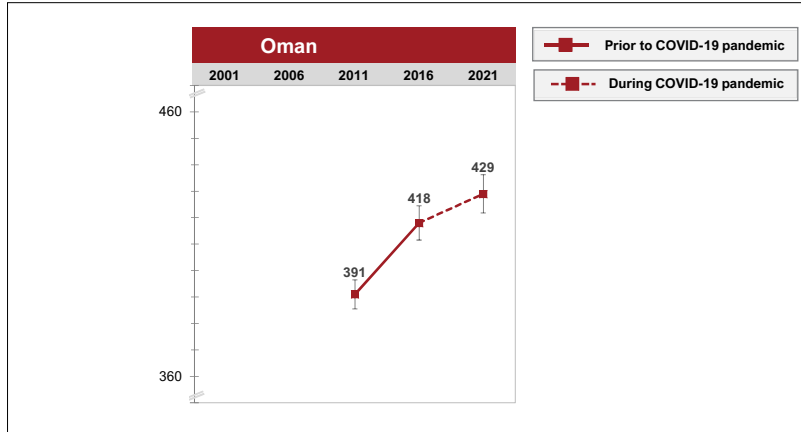 Oman
2001 2006 2011 2016 2021
460
429
418
391
360
Prior to COVID-19 pandemic
During COVID-19 pandemic